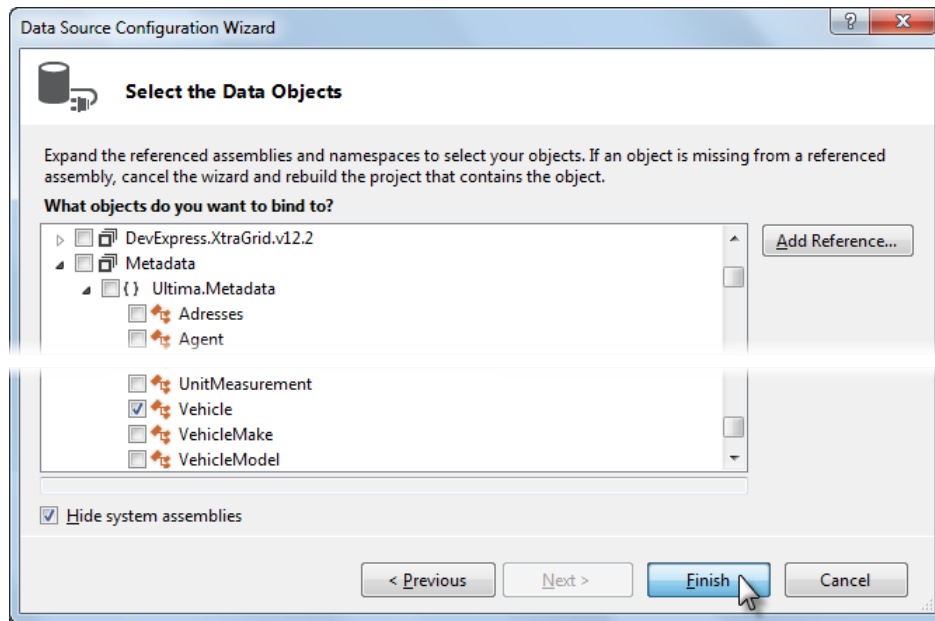 Data Source Configuration Wizard
Select the Data Objects
Expand the referenced assemblies and namespaces to select your objects. If an object is missing from a referenced
assembly, cancel the wizard and rebuild the project that contains the object.
What objects do you want to bind to?
DevExpress.XtraGrid.v12.2
Add Reference...
Metadata
{ } Ultima.Metadata
Adresses
Agent
UnitMeasurement
Vehicle
VehicleMake
VehicleModel
Hide system assemblies
< Previous Next > Finish Cancel